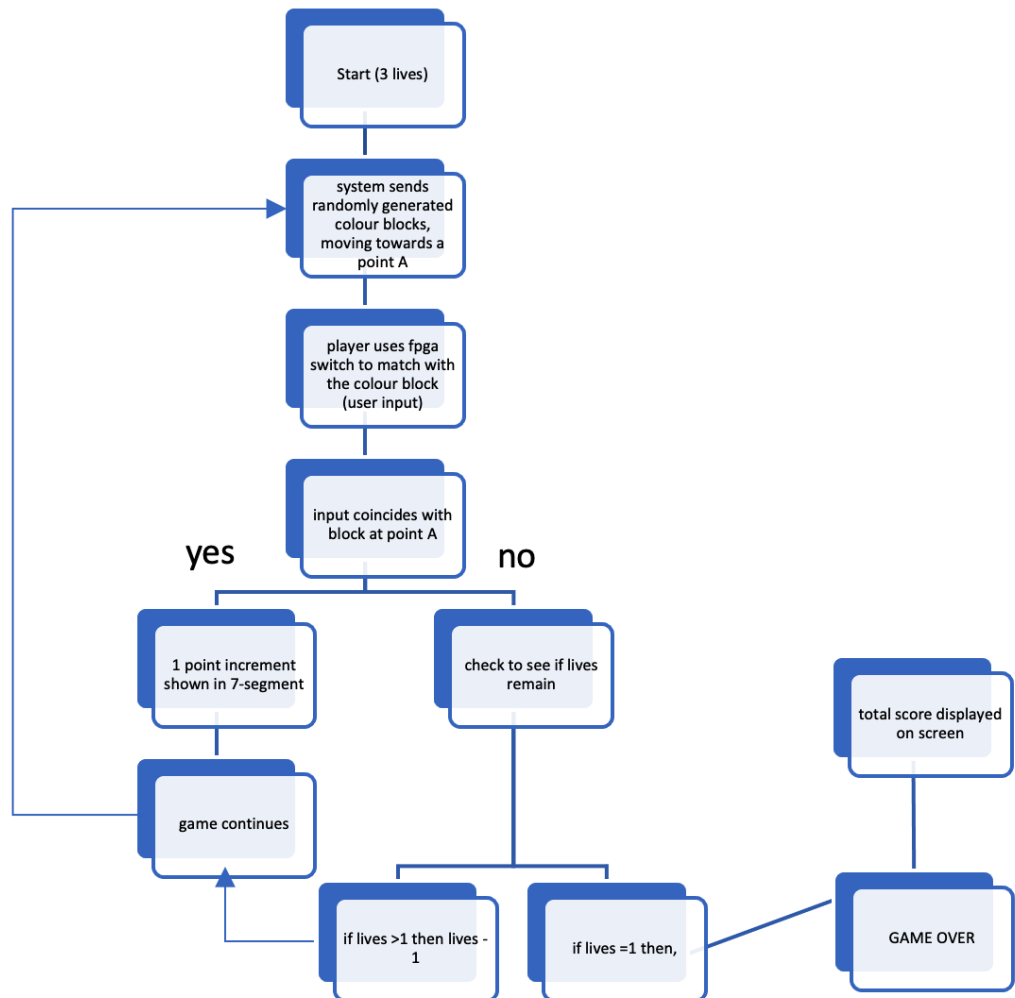 Start (3 lives)
system sends
randomly generated
colour blocks,
moving towards a
point A
player uses fpga
switch to match with
the colour block
(user input)
input coincides with
block at point A
yes
no
1 point increment
shown in 7-segment
check to see if lives
remain
total score displayed
on screen
game continues
if lives >1 then lives -
1
if lives =1 then,
GAME OVER